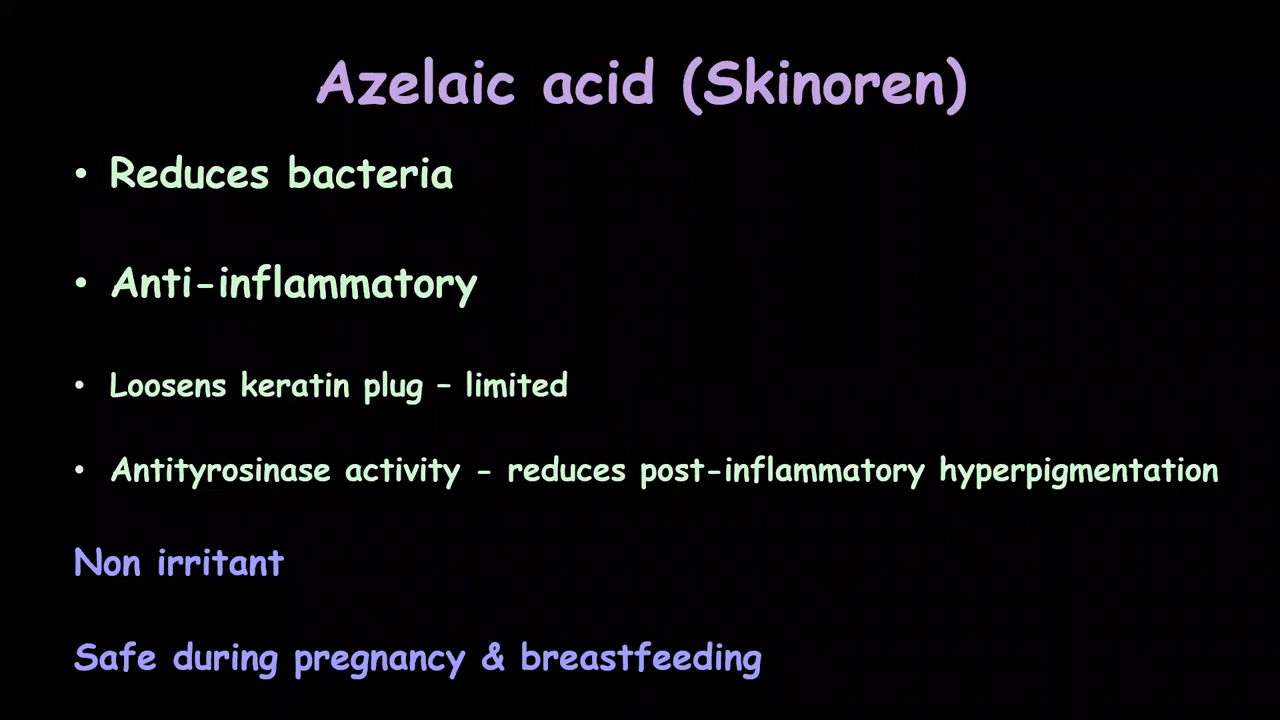 Azelaic acid (Skinoren)
• Reduces bacteria
• Anti-inflammatory
• Loosens keratin plug – limited
• Antityrosinase activity - reduces post-inflammatory hyperpigmentation
Non irritant
Safe during pregnancy & breastfeeding